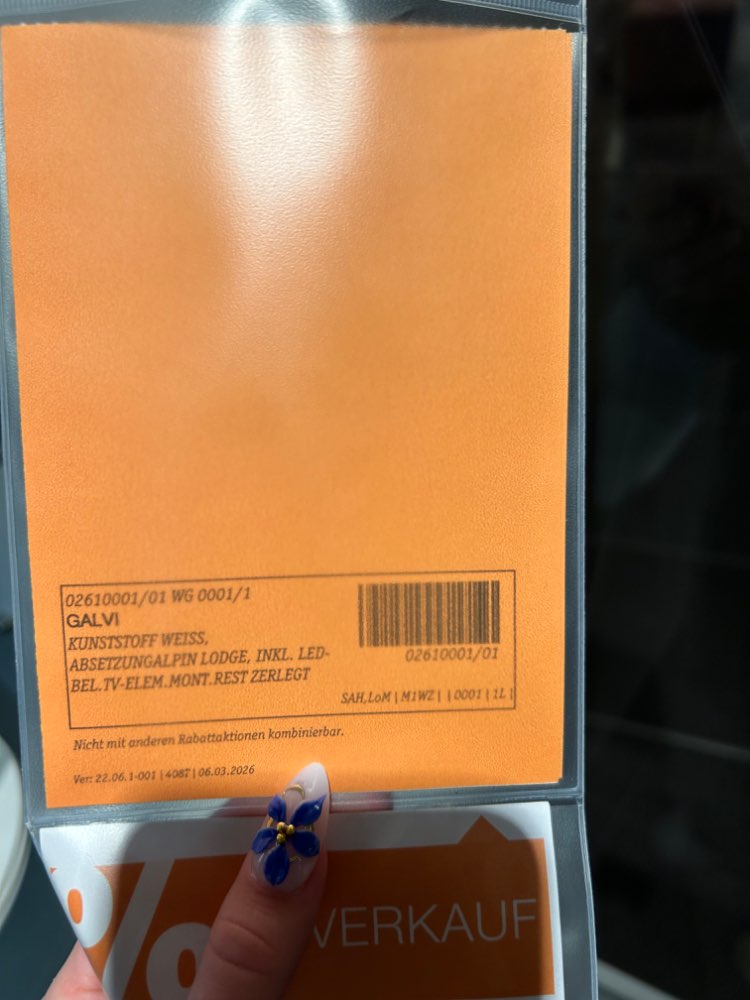 02610001/01 WG 0001/1
GALVI
KUNSTSTOFF WEISS,
ABSETZUNGALPIN LODGE, INKL. LED-
BEL.TV-ELEM.MONT.REST ZERLEGT
02610001/01
SAH,LoM | M1WZ | | 0001 | 1L |
Nicht mit anderen Rabattaktionen kombinierbar.
Ver: 22.06.1-001 | 408T | 06.03.2026
% VERKAUF